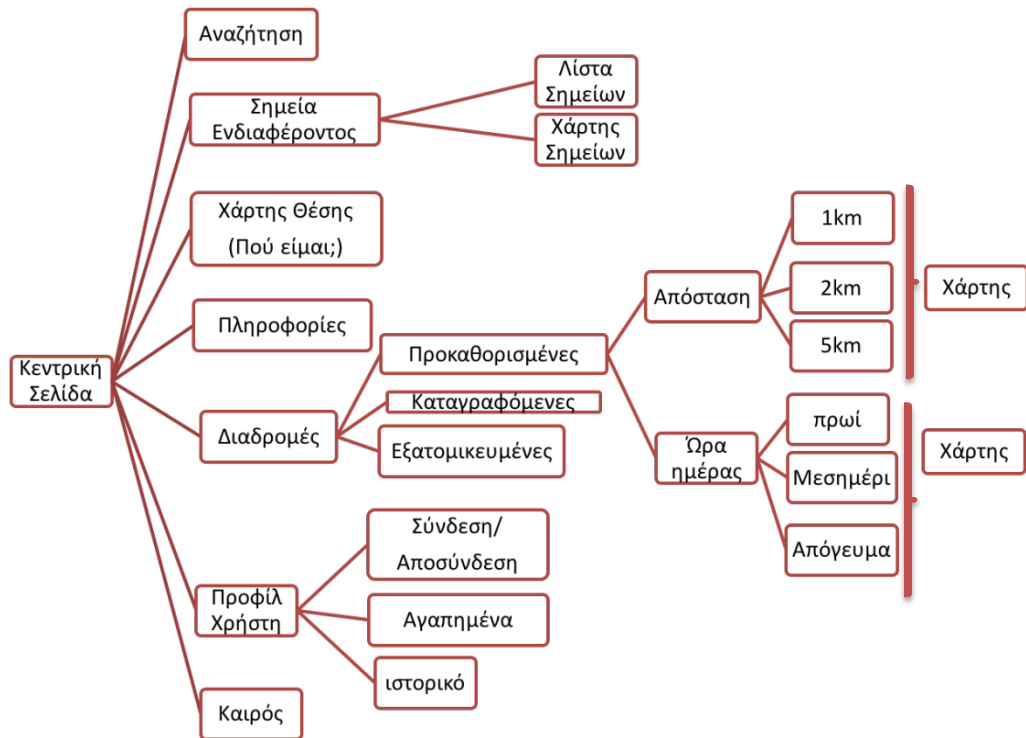 Κεντρική
Σελίδα
Αναζήτηση
Σημεία
Ενδιαφέροντος
Λίστα
Σημείων
Χάρτης
Σημείων
Χάρτης Θέσης
(Πού είμαι;)
Πληροφορίες
Διαδρομές
Προκαθορισμένες
Απόσταση
1km
2km
5km
Χάρτης
Ώρα
ημέρας
πρωί
Μεσημέρι
Απόγευμα
Χάρτης
Καταγραφόμενες
Εξατομικευμένες
Προφίλ
Χρήστη
Σύνδεση/
Αποσύνδεση
Αγαπημένα
ιστορικό
Καιρός